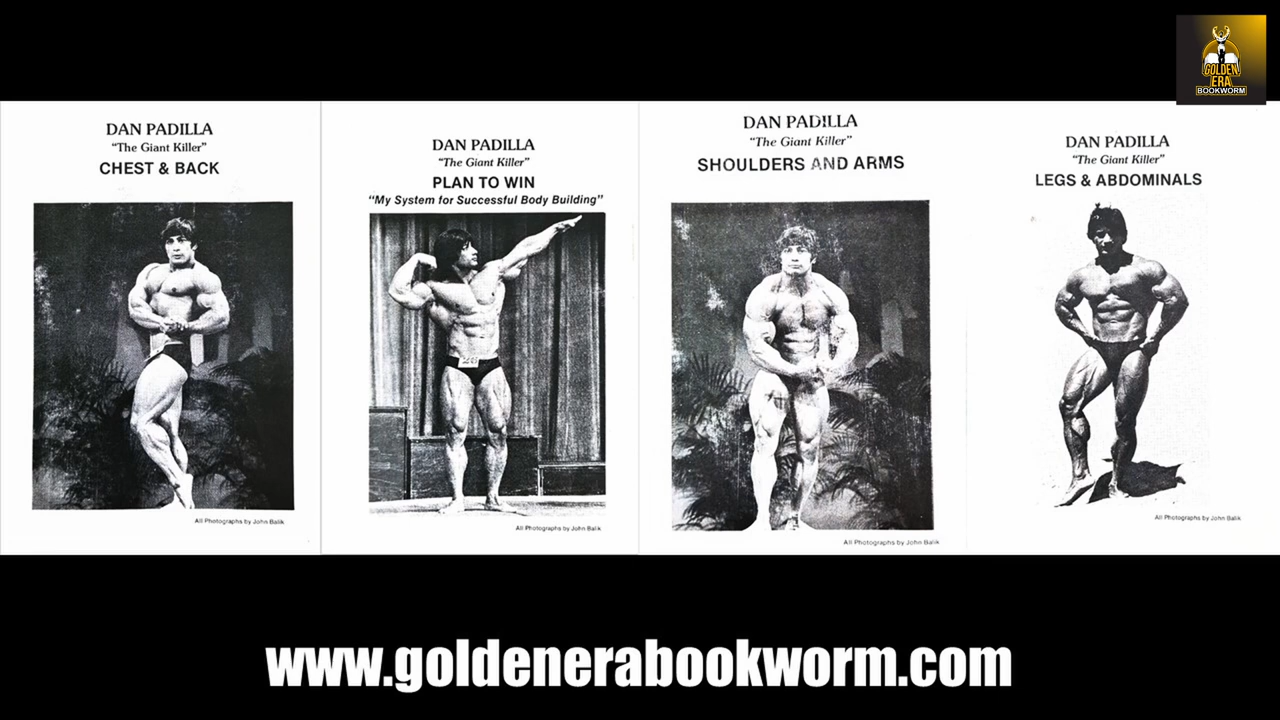 GOLDEN
ERA
BOOKWORM
DAN PADILLA
"The Giant Killer"
CHEST & BACK
All Photographs by John Balik
DAN PADILLA
"The Giant Killer"
PLAN TO WIN
"My System for Successful Body Building"
All Photographs by John Balik
DAN PADILLA
"The Giant Killer"
SHOULDERS AND ARMS
All Photographs by John Balik
DAN PADILLA
"The Giant Killer"
LEGS & ABDOMINALS
All Photographs by John Balik
www.goldenerabookworm.com